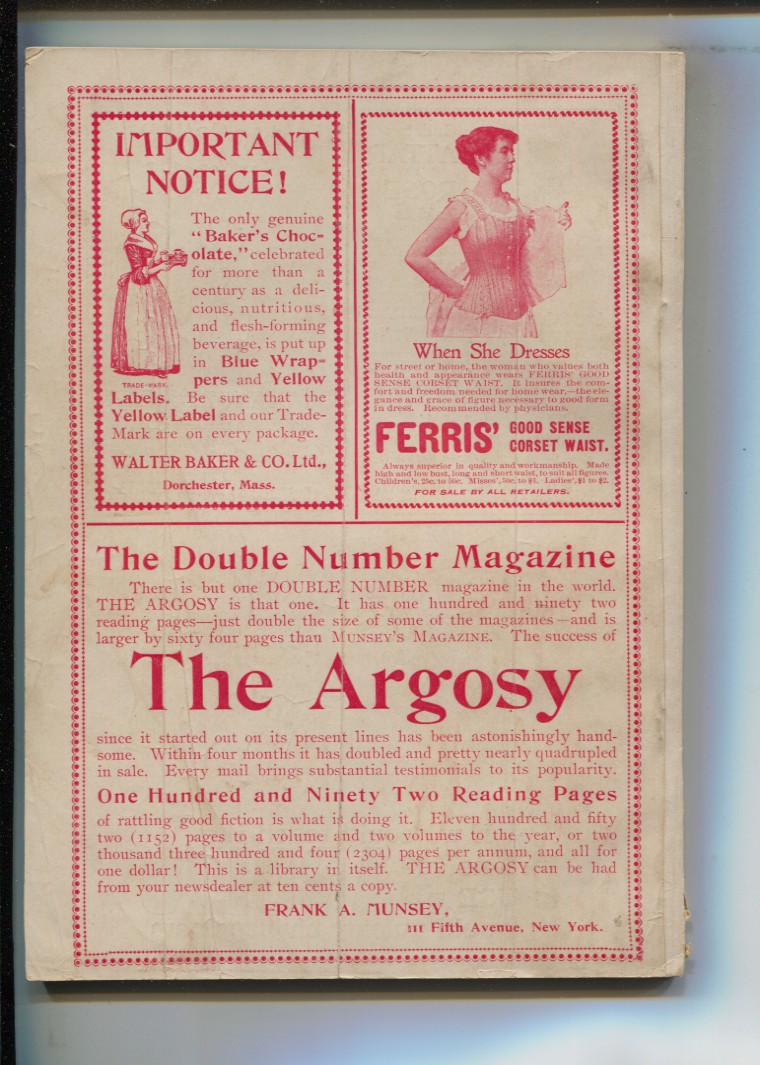 IMPORTANT
NOTICE!
The only genuine
"Baker's Choc-
olate," celebrated
for more than a
century as a deli-
cious, nutritious,
and flesh-forming
beverage, is put up
in Blue Wrap-
pers and Yellow
Labels. Be sure that the
Yellow Label and our Trade-
Mark are on every package.
TRADE-MARK.
WALTER BAKER & CO. Ltd.,
Dorchester, Mass.
When She Dresses
For street or home, the woman who values both
health and appearance wears FERRIS' GOOD
SENSE CORSET WAIST. It insures the com-
fort and freedom needed for home wear,—the ele-
gance and grace of figure necessary to good form
in dress. Recommended by physicians.
FERRIS' GOOD SENSE
CORSET WAIST.
Always superior in quality and workmanship. Made
high and low bust, long and short waist, to suit all figures.
Children's, 25c. to 50c. Misses', 50c. to $1. Ladies', $1 to $2.
FOR SALE BY ALL RETAILERS.
The Double Number Magazine
There is but one DOUBLE NUMBER magazine in the world.
THE ARGOSY is that one. It has one hundred and ninety two
reading pages—just double the size of some of the magazines—and is
larger by sixty four pages than MUNSEY'S MAGAZINE. The success of
The Argosy
since it started out on its present lines has been astonishingly hand-
some. Within four months it has doubled and pretty nearly quadrupled
in sale. Every mail brings substantial testimonials to its popularity.
One Hundred and Ninety Two Reading Pages
of rattling good fiction is what is doing it. Eleven hundred and fifty
two (1152) pages to a volume and two volumes to the year, or two
thousand three hundred and four (2304) pages per annum, and all for
one dollar! This is a library in itself. THE ARGOSY can be had
from your newsdealer at ten cents a copy.
FRANK A. MUNSEY,
111 Fifth Avenue, New York.